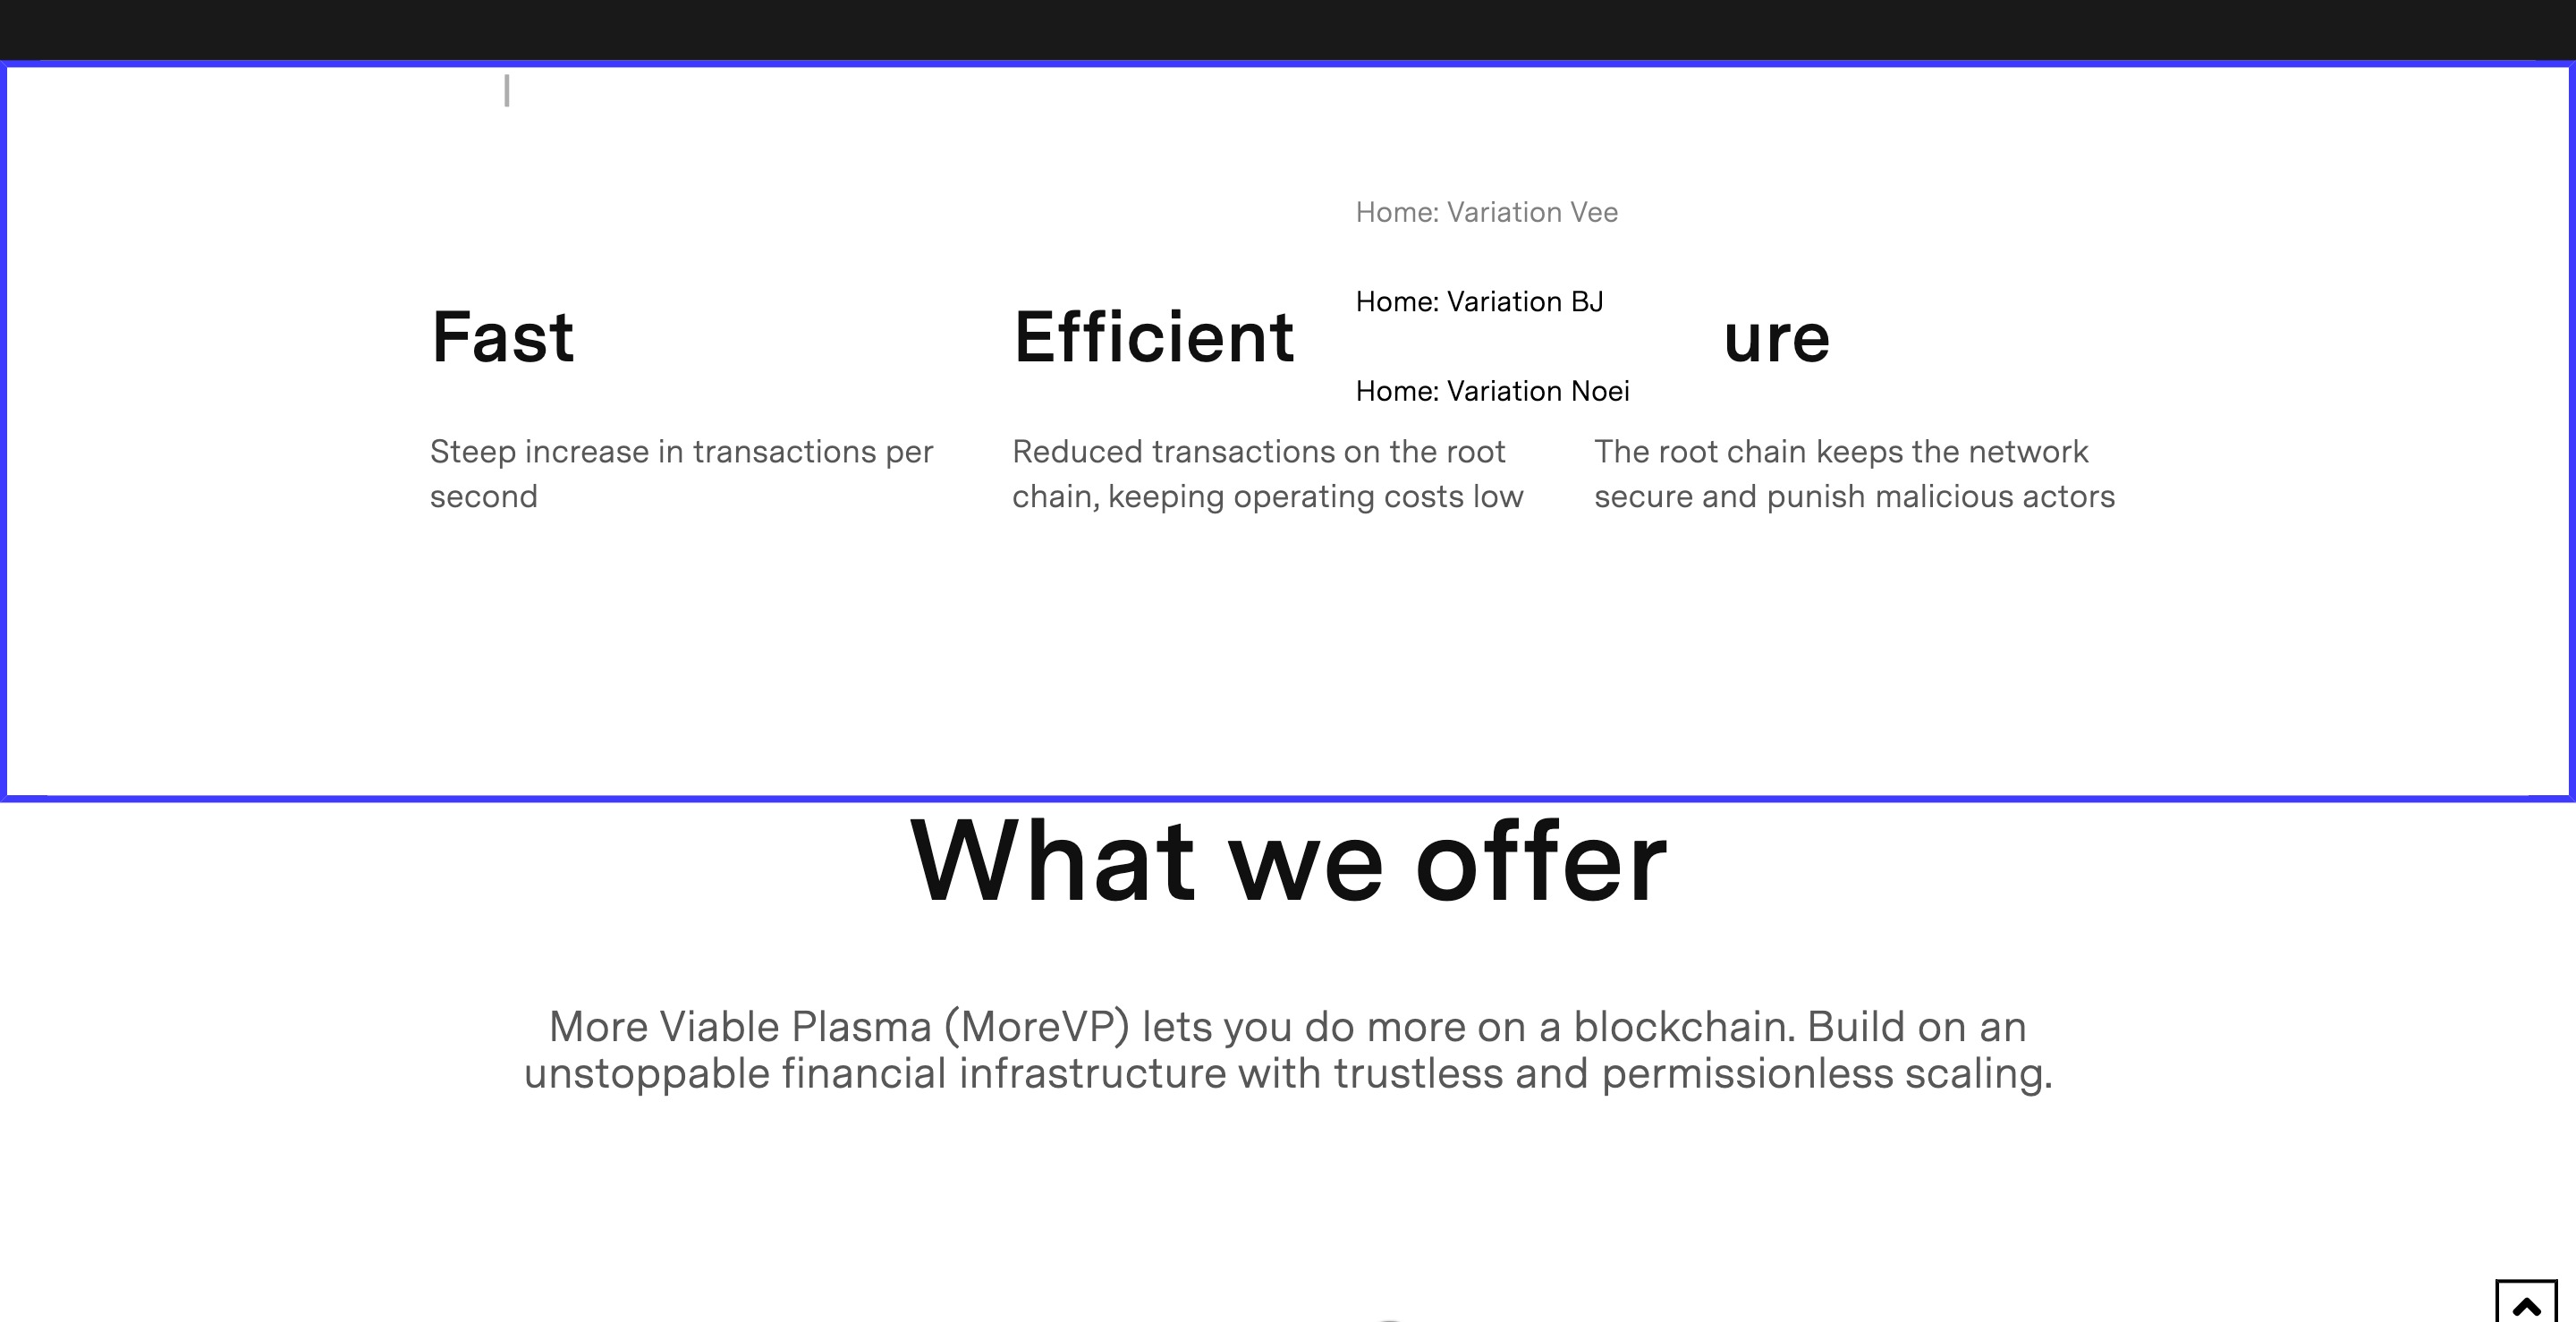 Home: Variation Vee
Home: Variation BJ
Home: Variation Noei
Fast
Steep increase in transactions per
second
Efficient
Reduced transactions on the root
chain, keeping operating costs low
ure
The root chain keeps the network
secure and punish malicious actors
What we offer
More Viable Plasma (MoreVP) lets you do more on a blockchain. Build on an
unstoppable financial infrastructure with trustless and permissionless scaling.